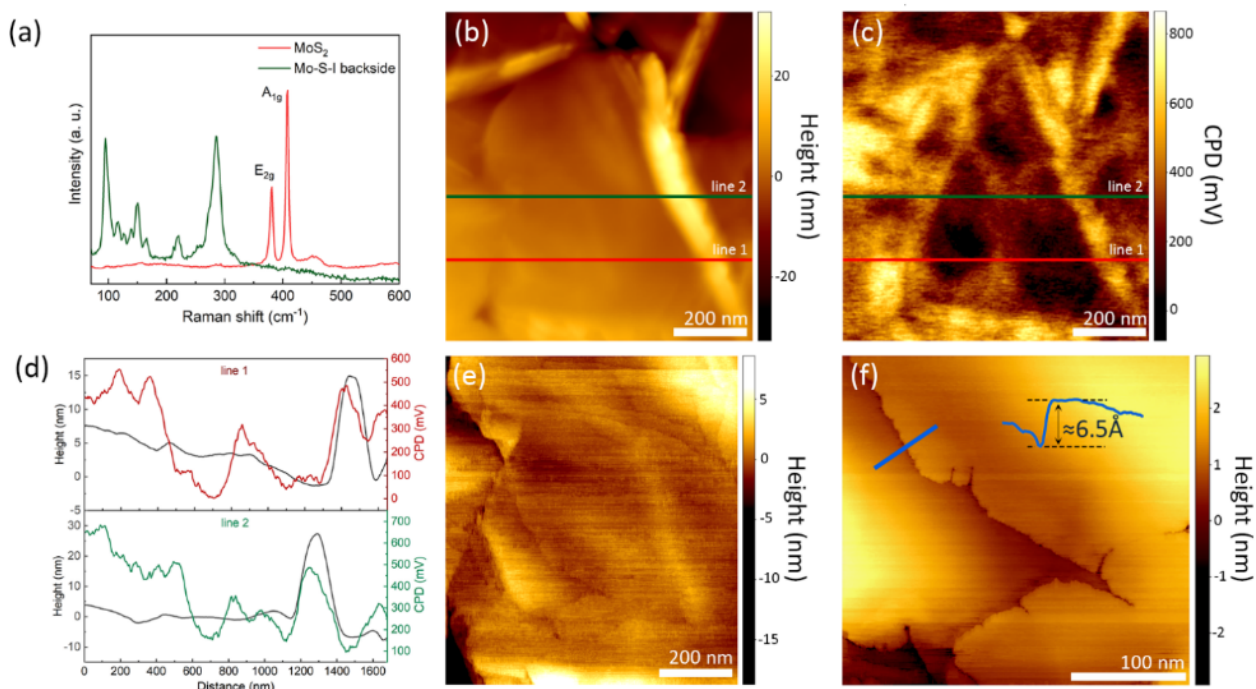 (a)
MoS2
Mo-S-I backside
A1g
E2g
Intensity (a. u.)
100 200 300 400 500 600
Raman shift (cm-1)
(b)
line 2
line 1
200 nm
20
0
-20
Height (nm)
(c)
line 2
line 1
200 nm
800
600
400
200
0
CPD (mV)
(d)
line 1
15
10
5
0
-5
Height (nm)
600
500
400
300
200
100
0
CPD (mV)
line 2
30
20
10
0
-10
Height (nm)
700
600
500
400
300
200
100
CPD (mV)
0 200 400 600 800 1000 1200 1400 1600
Distance (nm)
(e)
200 nm
5
0
-5
-10
-15
Height (nm)
(f)
≈6.5Å
100 nm
2
1
0
-1
-2
Height (nm)